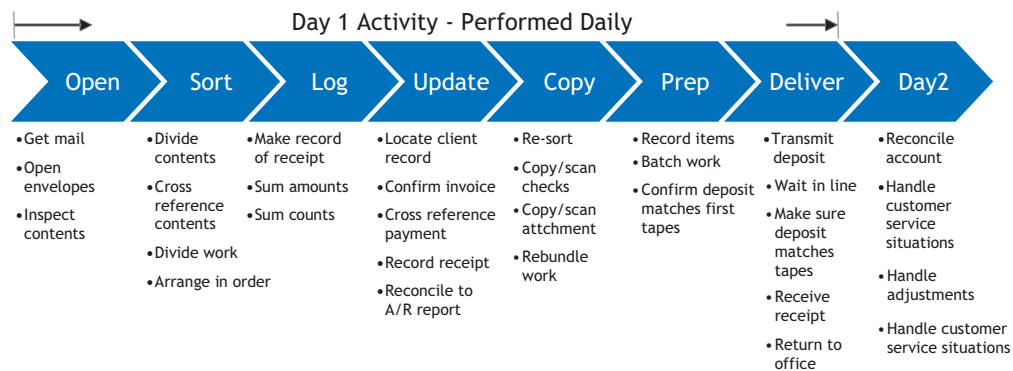 Day 1 Activity - Performed Daily
Open
Sort
Log
Update
Copy
Prep
Deliver
Day2
•Get mail
•Open
envelopes
•Inspect
contents
•Divide
contents
•Cross
reference
contents
•Divide work
•Arrange in order
•Make record
of receipt
•Sum amounts
•Sum counts
•Locate client
record
•Confirm invoice
•Cross reference
payment
•Record receipt
•Reconcile to
A/R report
•Re-sort
•Copy/scan
checks
•Copy/scan
attchment
•Rebundle
work
•Record items
•Batch work
•Confirm deposit
matches first
tapes
•Transmit
deposit
•Wait in line
•Make sure
deposit
matches
tapes
•Receive
receipt
•Return to
office
•Reconcile
account
•Handle
customer
service
situations
•Handle
adjustments
•Handle customer
service situations